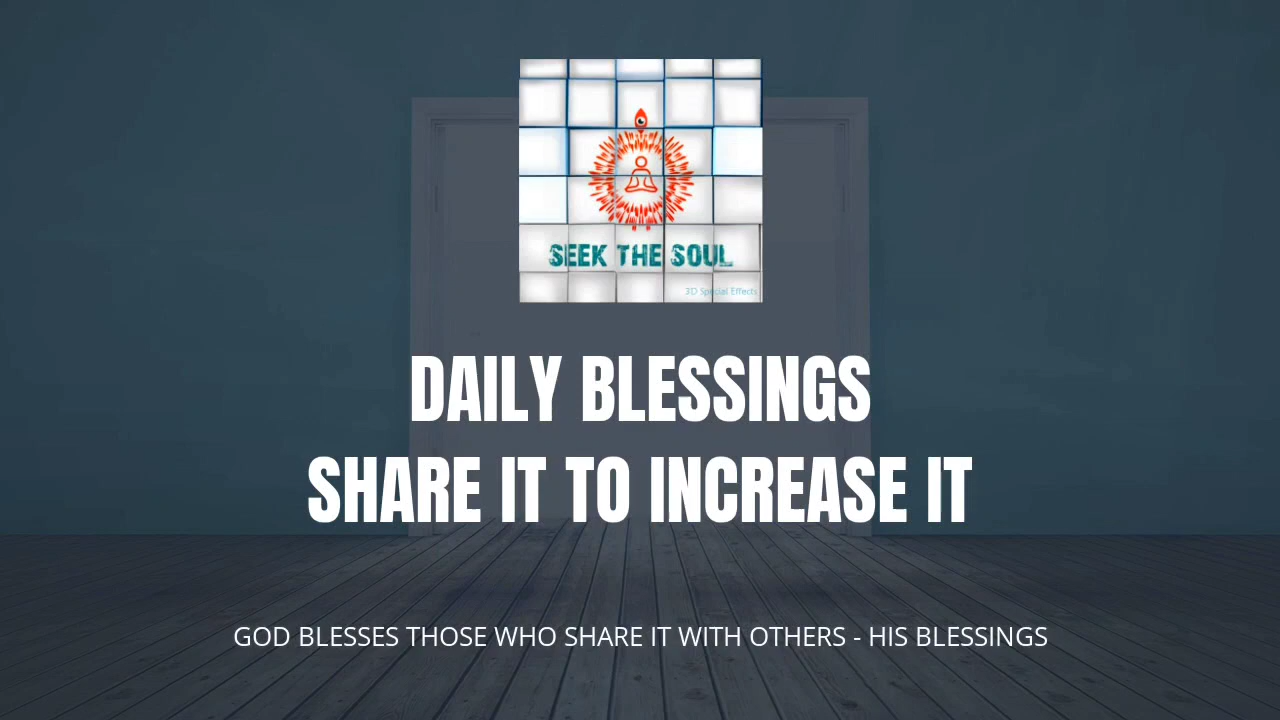 SEEK THE SOUL
3D Special Effects
DAILY BLESSINGS
SHARE IT TO INCREASE IT
GOD BLESSES THOSE WHO SHARE IT WITH OTHERS - HIS BLESSINGS